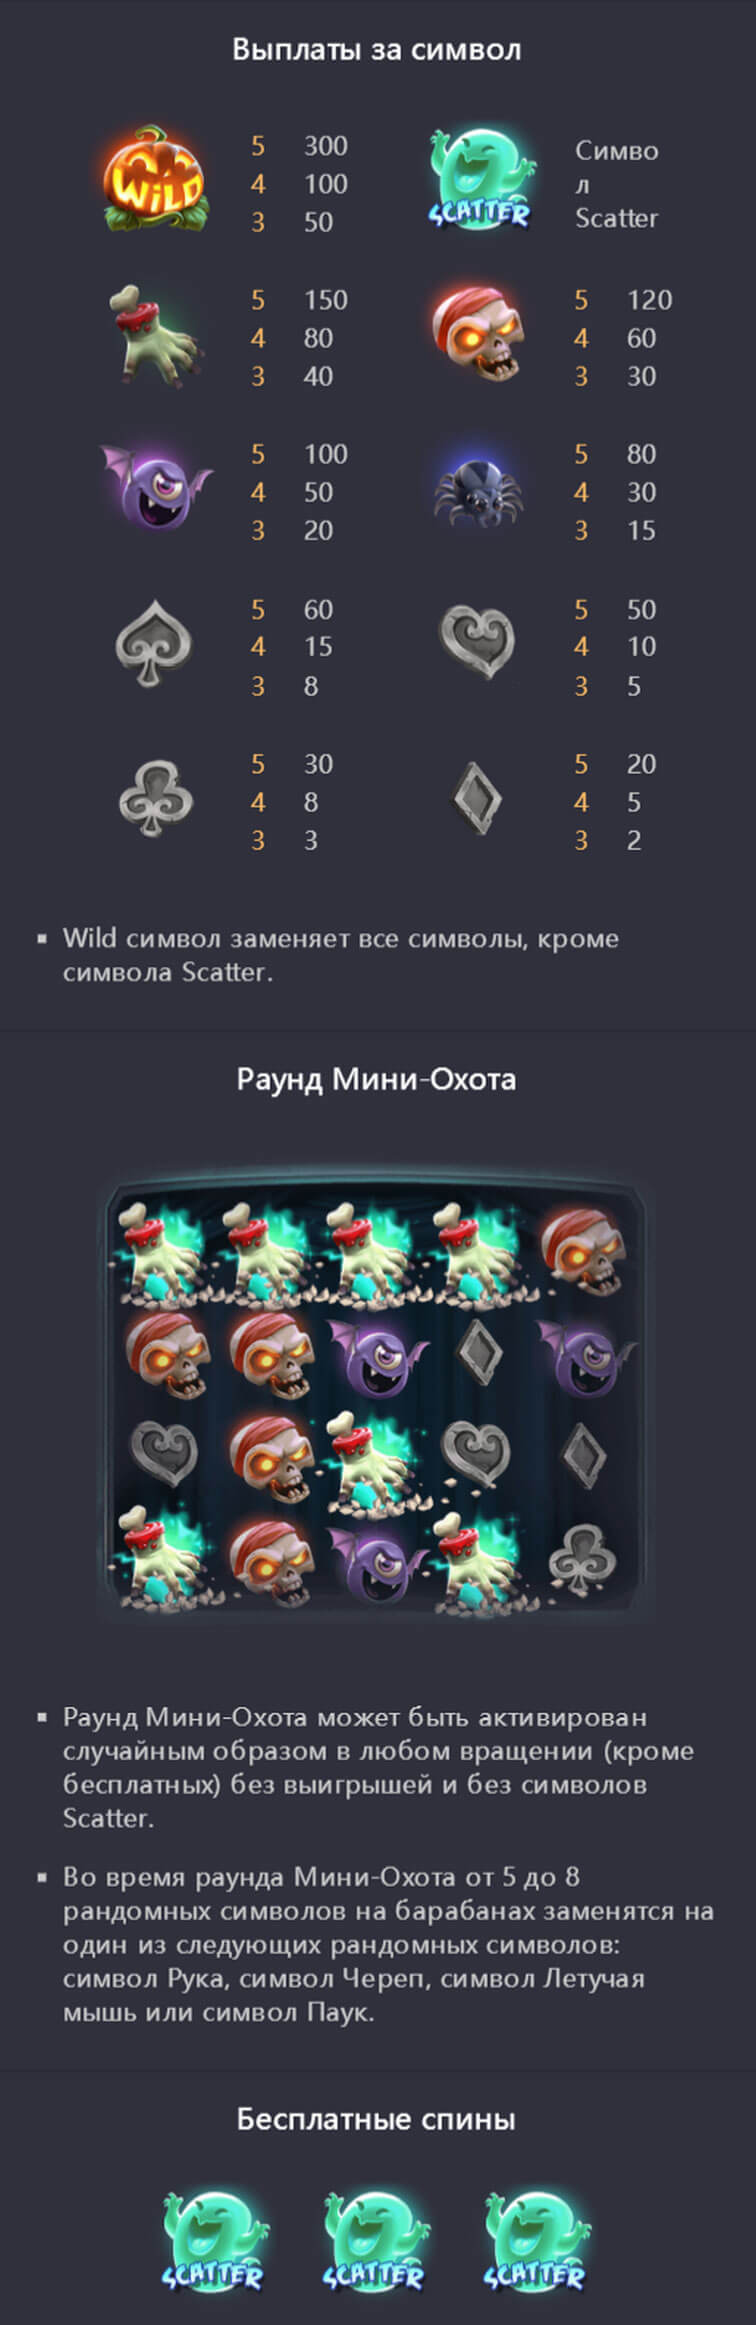 Выплаты за символ
WILD
5 300
4 100
3 50
SCATTER
Симво
л
Scatter
5 150
4 80
3 40
5 120
4 60
3 30
5 100
4 50
3 20
5 80
4 30
3 15
5 60
4 15
3 8
5 50
4 10
3 5
5 30
4 8
3 3
5 20
4 5
3 2
▪ Wild символ заменяет все символы, кроме
символа Scatter.
Раунд Мини-Охота
▪ Раунд Мини-Охота может быть активирован
случайным образом в любом вращении (кроме
бесплатных) без выигрышей и без символов
Scatter.
▪ Во время раунда Мини-Охота от 5 до 8
рандомных символов на барабанах заменятся на
один из следующих рандомных символов:
символ Рука, символ Череп, символ Летучая
мышь или символ Паук.
Бесплатные спины
SCATTER SCATTER SCATTER